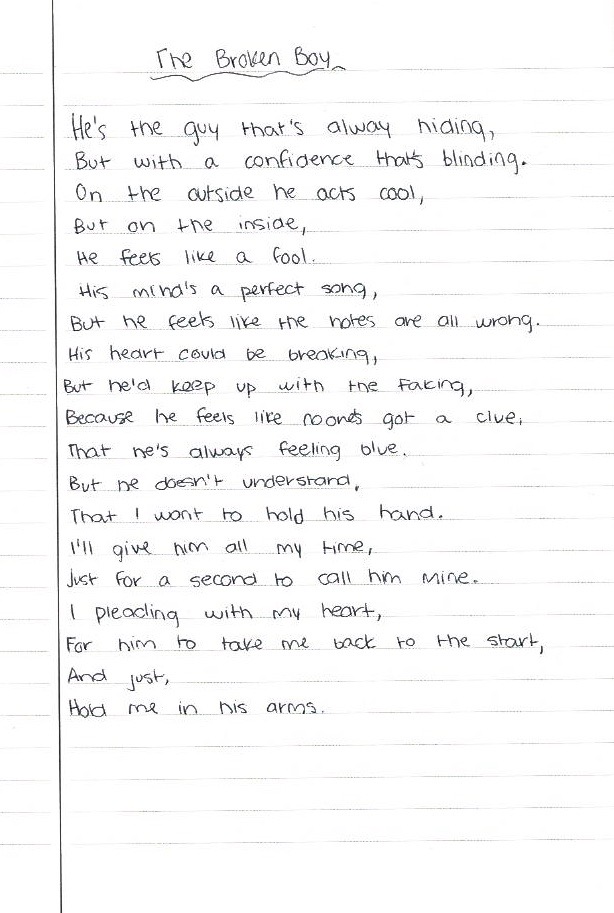 The Broken Boy
He's the guy that's alway hiding,
But with a confidence that's blinding.
On the outside he acts cool,
But on the inside,
He feels like a fool.
His mind's a perfect song,
But he feels like the notes are all wrong.
His heart could be breaking,
But he'd keep up with the faking,
Because he feels like noone's got a clue,
That he's always feeling blue.
But he doesn't understand,
That I want to hold his hand.
I'll give him all my time,
Just for a second to call him mine.
I pleading with my heart,
For him to take me back to the start,
And just,
Hold me in his arms.